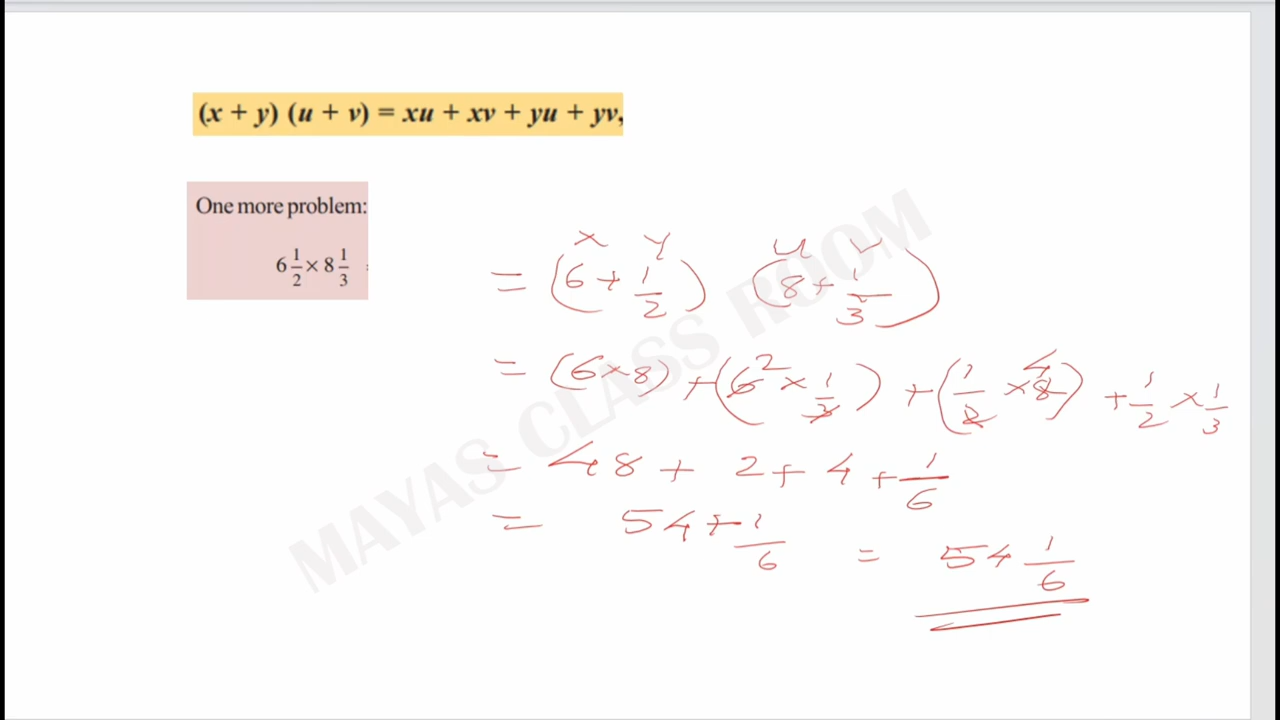 (x + y) (u + v) = xu + xv + yu + yv,
One more problem:
6 1/2 × 8 1/3 =
x y u v
= (6 + 1/2) (8 + 1/3)
= (6 × 8) + (6 2 × 1/3) + (1/2 × 8 4) + 1/2 × 1/3
= 48 + 2 + 4 + 1/6
= 54 + 1/6 = 54 1/6
MAYAS CLASS ROOM